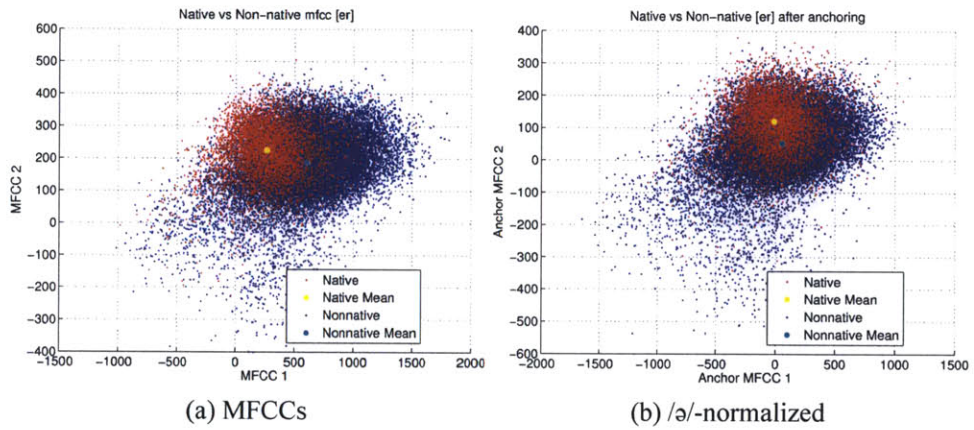 Native vs Non-native mfcc [er]
600
500
400
300
200
100
0
−100
−200
−300
−400
MFCC 2
−1500 −1000 −500 0 500 1000 1500 2000
MFCC 1
Native
Native Mean
Nonnative
Nonnative Mean
(a) MFCCs
Native vs Non-native [er] after anchoring
400
300
200
100
0
−100
−200
−300
−400
−500
−600
Anchor MFCC 2
−2000 −1500 −1000 −500 0 500 1000 1500
Anchor MFCC 1
Native
Native Mean
Nonnative
Nonnative Mean
(b) /ə/-normalized